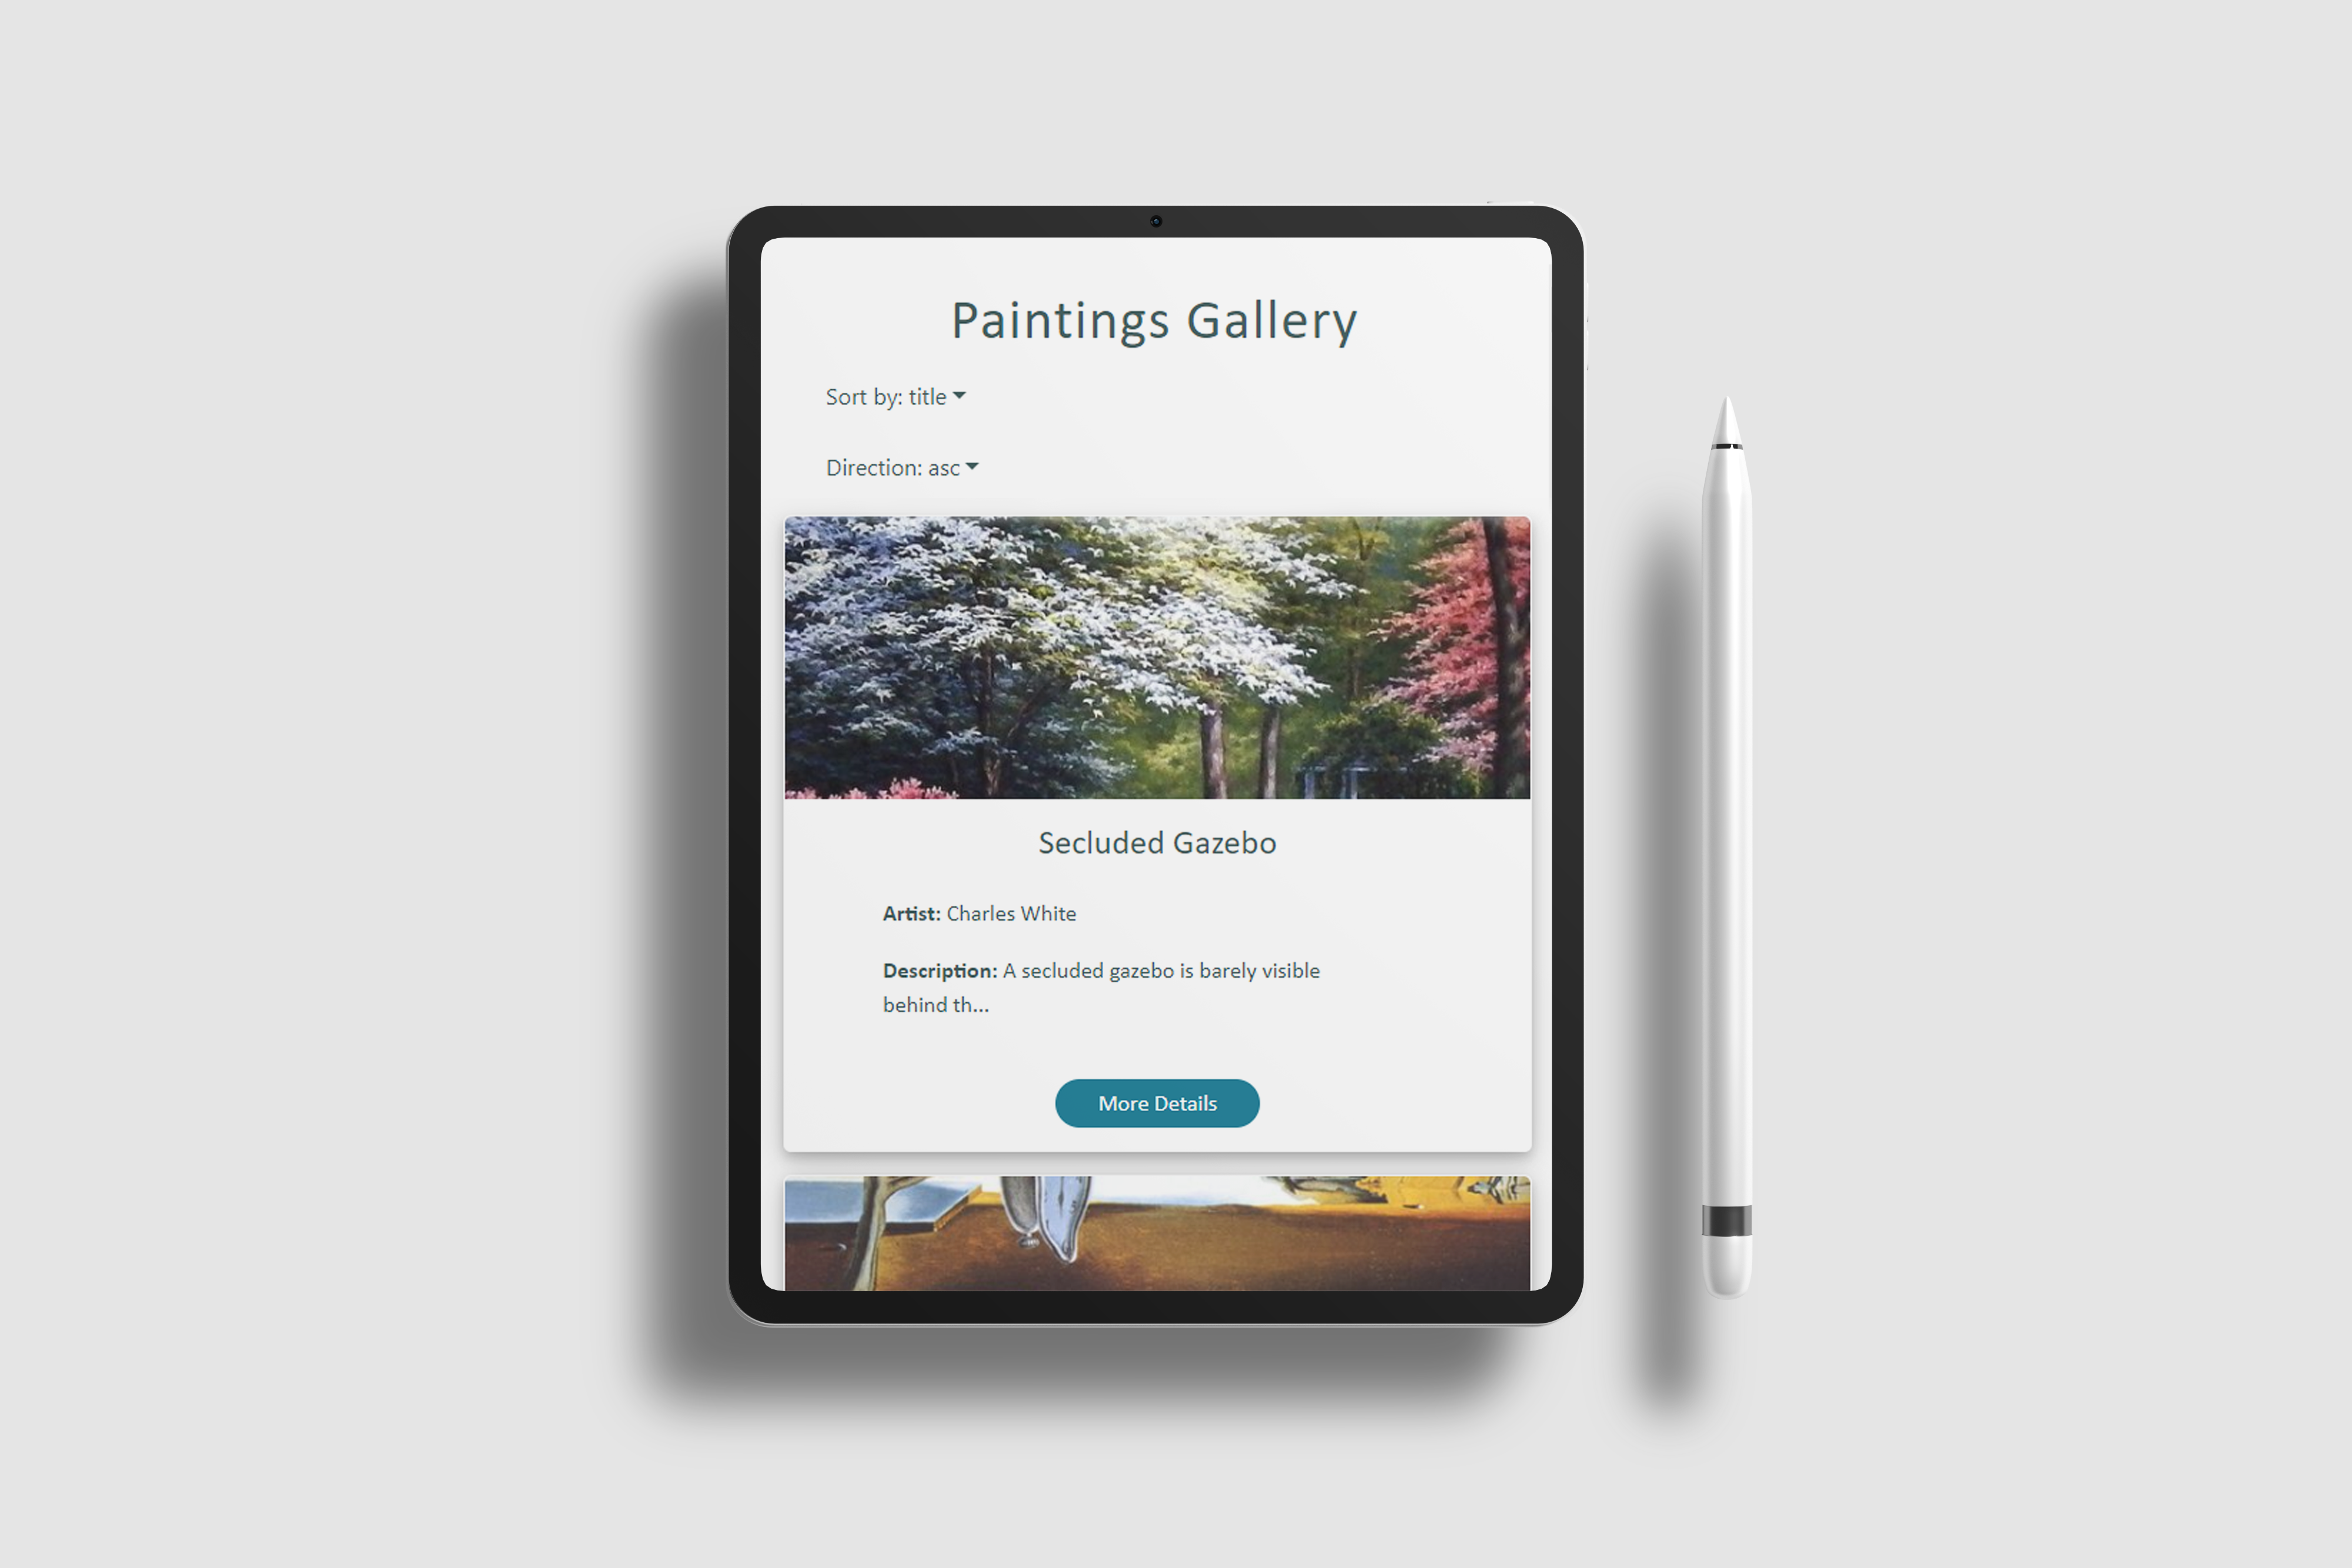 Paintings Gallery
Sort by: title
Direction: asc
Secluded Gazebo
Artist: Charles White
Description: A secluded gazebo is barely visible
behind th...
More Details